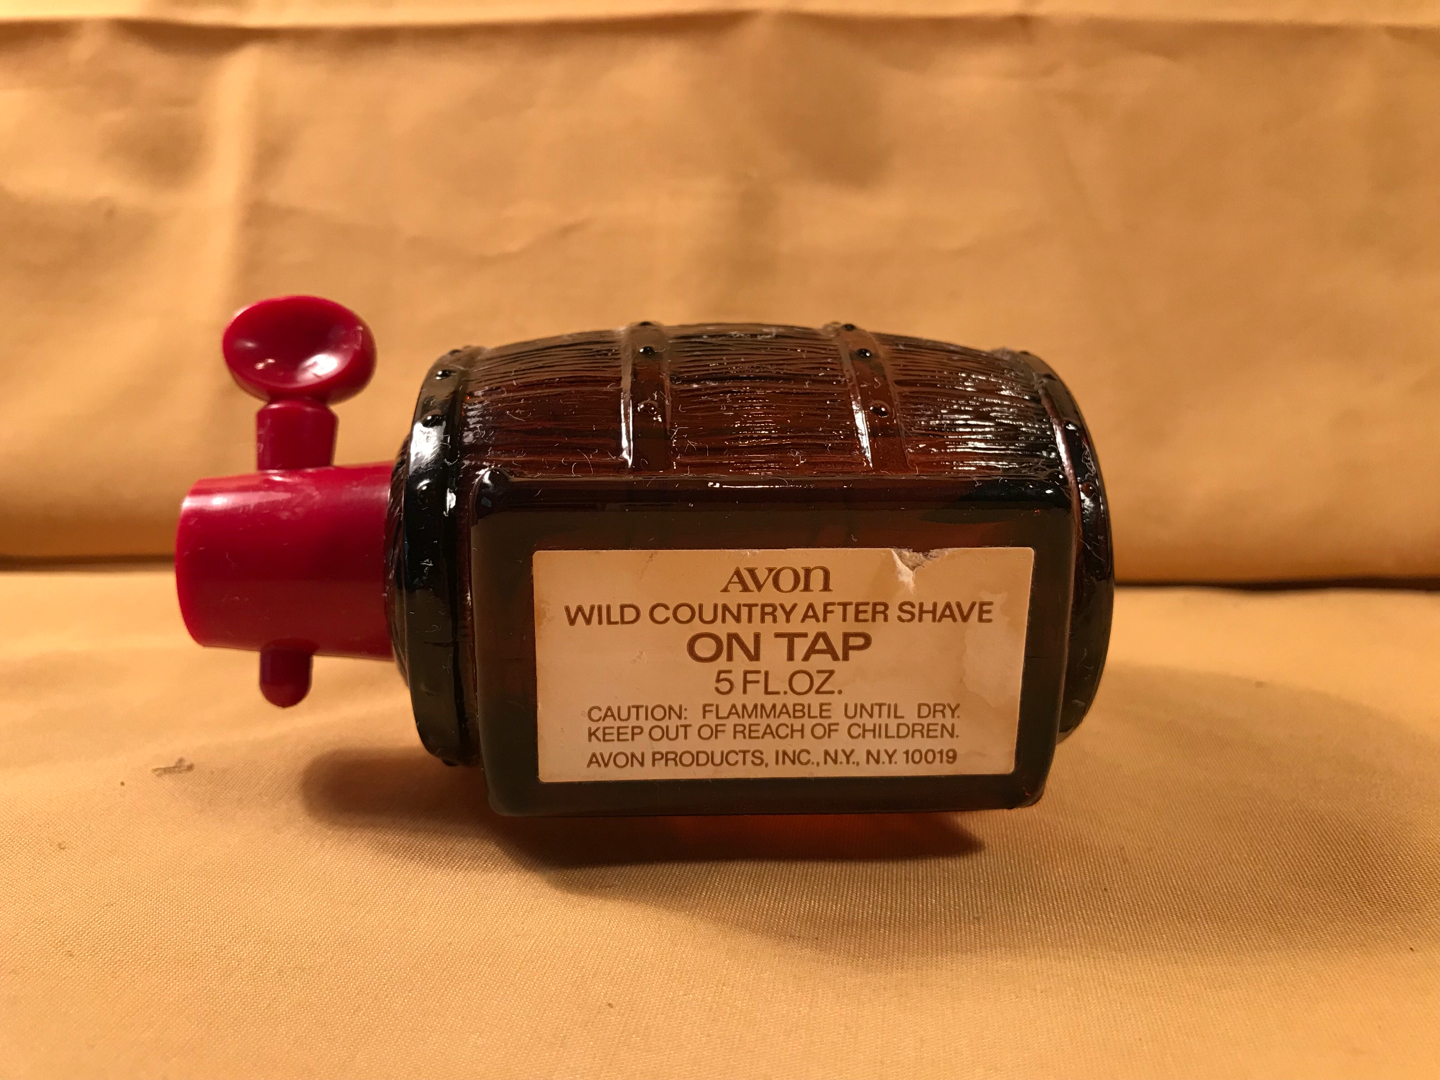 AVON
WILD COUNTRY AFTER SHAVE
ON TAP
5 FL.OZ.
CAUTION: FLAMMABLE UNTIL DRY.
KEEP OUT OF REACH OF CHILDREN.
AVON PRODUCTS, INC., N.Y., N.Y. 10019